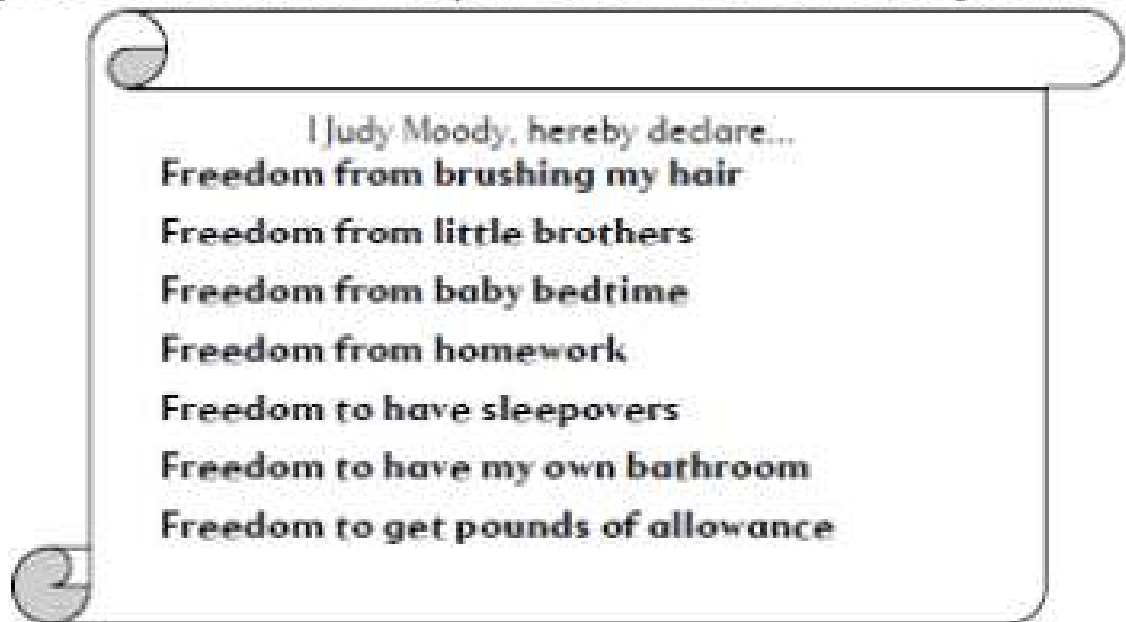 I Judy Moody, hereby declare...
Freedom from brushing my hair
Freedom from little brothers
Freedom from baby bedtime
Freedom from homework
Freedom to have sleepovers
Freedom to have my own bathroom
Freedom to get pounds of allowance